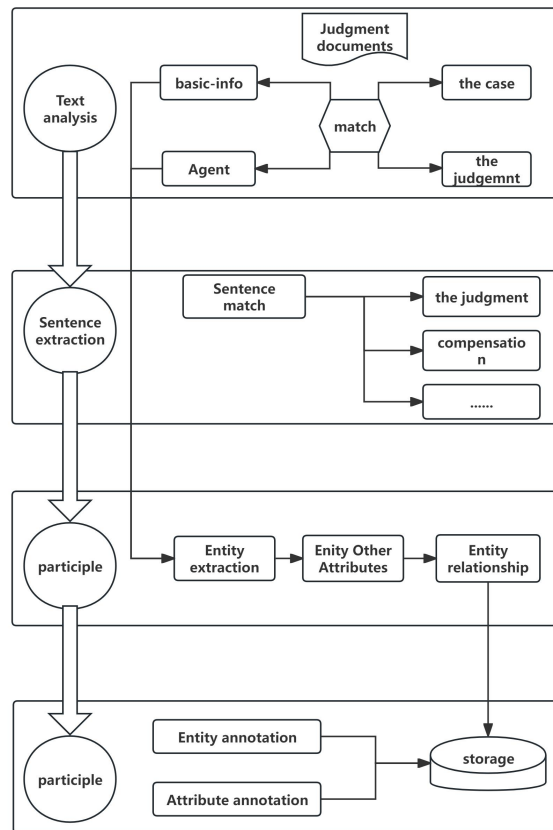 Judgment
documents
basic-info
the case
Text
analysis
match
Agent
the
judgemnt
Sentence
match
the judgment
Sentence
extraction
compensatio
n
......
participle
Entity
extraction
Enity Other
Attributes
Entity
relationship
Entity annotation
storage
participle
Attribute annotation